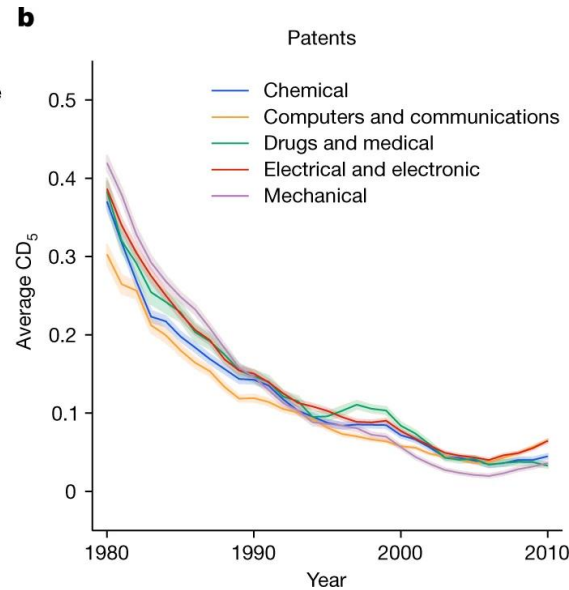 b
Patents
Chemical
Computers and communications
Drugs and medical
Electrical and electronic
Mechanical
0.5
0.4
0.3
0.2
0.1
0
Average CD5
1980
1990
2000
2010
Year